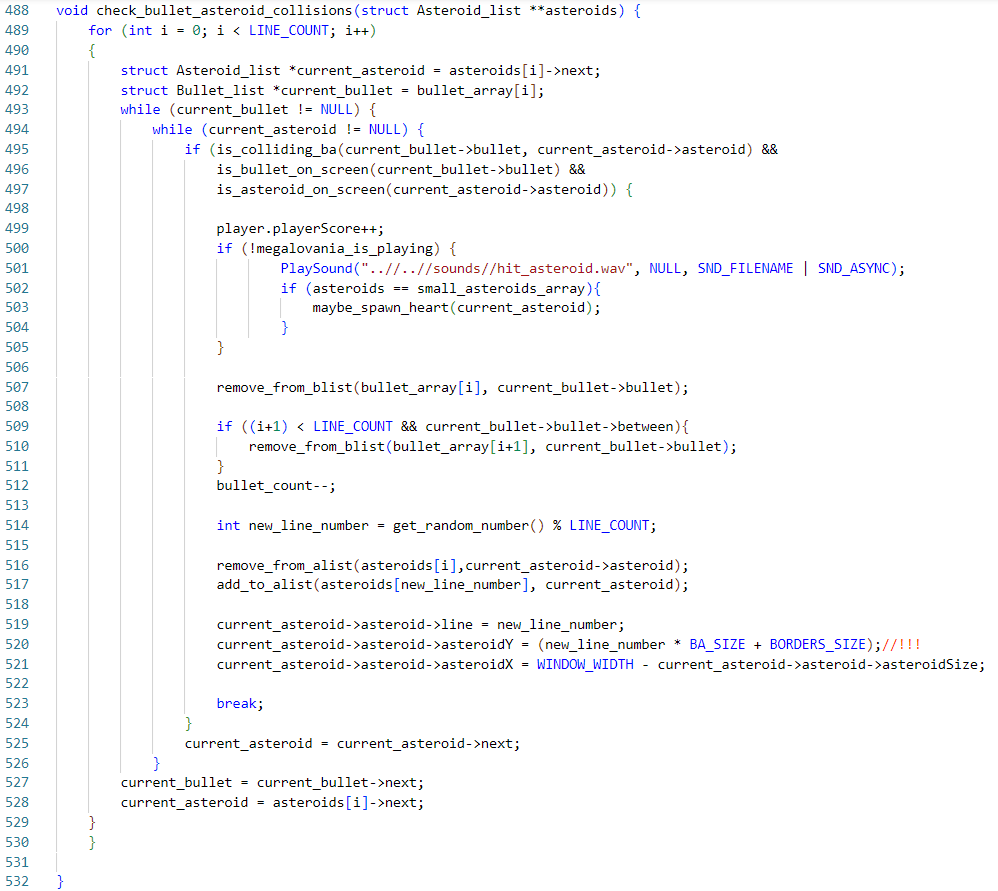 488 void check_bullet_asteroid_collisions(struct Asteroid_list **asteroids) {
489     for (int i = 0; i < LINE_COUNT; i++)
490     {
491         struct Asteroid_list *current_asteroid = asteroids[i]->next;
492         struct Bullet_list *current_bullet = bullet_array[i];
493         while (current_bullet != NULL) {
494             while (current_asteroid != NULL) {
495                 if (is_colliding_ba(current_bullet->bullet, current_asteroid->asteroid) &&
496                     is_bullet_on_screen(current_bullet->bullet) &&
497                     is_asteroid_on_screen(current_asteroid->asteroid)) {
498
499                     player.playerScore++;
500                     if (!megalovania_is_playing) {
501                             PlaySound("..//..//sounds//hit_asteroid.wav", NULL, SND_FILENAME | SND_ASYNC);
502                             if (asteroids == small_asteroids_array){
503                                 maybe_spawn_heart(current_asteroid);
504                             }
505                     }
506
507                     remove_from_blist(bullet_array[i], current_bullet->bullet);
508
509                     if ((i+1) < LINE_COUNT && current_bullet->bullet->between){
510                         remove_from_blist(bullet_array[i+1], current_bullet->bullet);
511                     }
512                     bullet_count--;
513
514                     int new_line_number = get_random_number() % LINE_COUNT;
515
516                     remove_from_alist(asteroids[i],current_asteroid->asteroid);
517                     add_to_alist(asteroids[new_line_number], current_asteroid);
518
519                     current_asteroid->asteroid->line = new_line_number;
520                     current_asteroid->asteroid->asteroidY = (new_line_number * BA_SIZE + BORDERS_SIZE);//!!!
521                     current_asteroid->asteroid->asteroidX = WINDOW_WIDTH - current_asteroid->asteroid->asteroidSize;
522
523                     break;
524                 }
525                 current_asteroid = current_asteroid->next;
526             }
527         current_bullet = current_bullet->next;
528         current_asteroid = asteroids[i]->next;
529     }
530     }
531
532 }